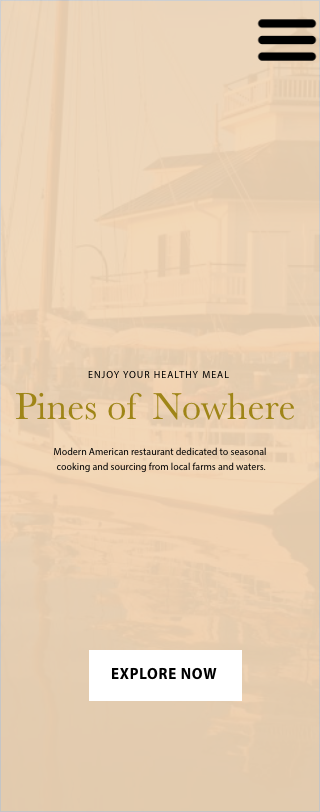 ENJOY YOUR HEALTHY MEAL
Pines of Nowhere
Modern American restaurant dedicated to seasonal
cooking and sourcing from local farms and waters.
EXPLORE NOW